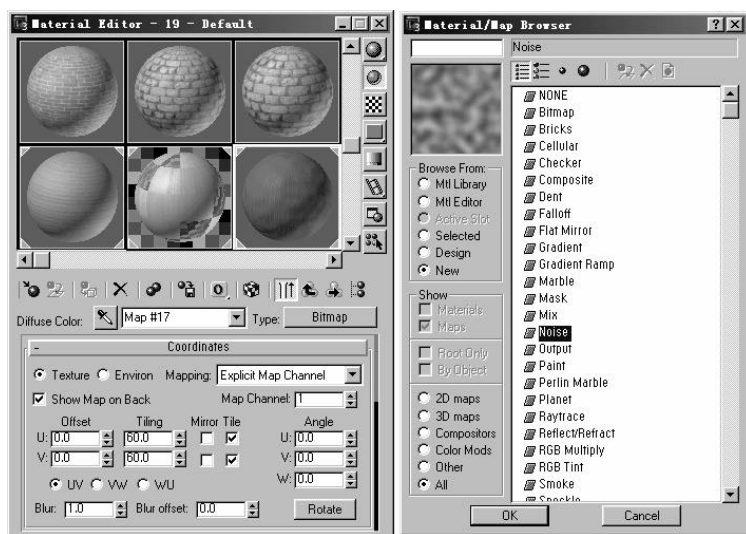 Material Editor - 19 - Default
Diffuse Color: Map #17 Type: Bitmap
Coordinates
Texture Environ Mapping: Explicit Map Channel
Show Map on Back Map Channel: 1
Offset Tiling Mirror Tile Angle
U: 0.0 60.0 U: 0.0
V: 0.0 60.0 V: 0.0
W: 0.0
UV VW WU
Blur: 1.0 Blur offset: 0.0 Rotate
Material/Map Browser
Noise
Browse From:
Mtl Library
Mtl Editor
Active Slot
Selected
Design
New
Show
Materials
Maps
Root Only
By Object
2D maps
3D maps
Compositors
Color Mods
Other
All
NONE
Bitmap
Bricks
Cellular
Checker
Composite
Dent
Falloff
Flat Mirror
Gradient
Gradient Ramp
Marble
Mask
Mix
Noise
Output
Paint
Perlin Marble
Planet
Raytrace
Reflect/Refract
RGB Multiply
RGB Tint
Smoke
Speckle
OK Cancel